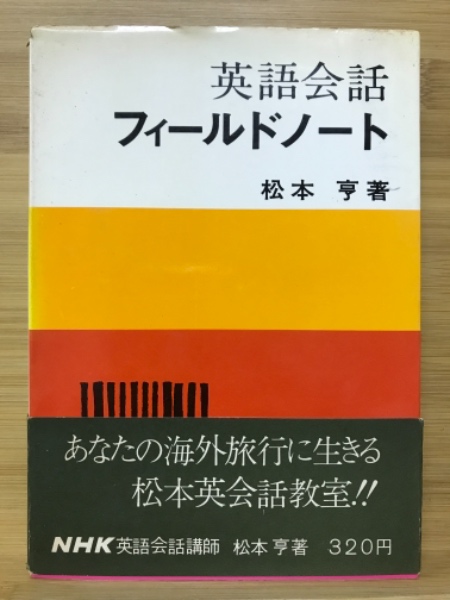 英語会話
フィールドノート
松本 亨著
あなたの海外旅行に生きる
松本英会話教室!!
NHK英語会話講師 松本亨著 320円